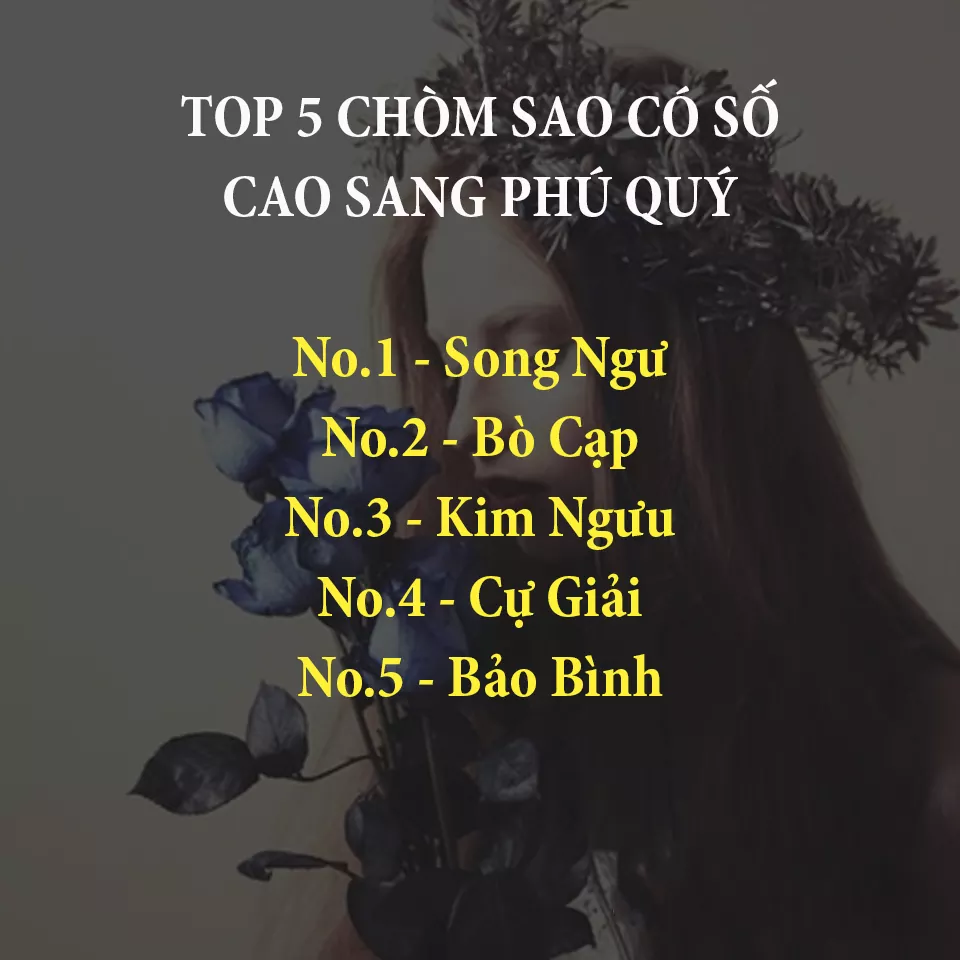 TOP 5 CHÒM SAO CÓ SỐ
CAO SANG PHÚ QUÝ
No.1 - Song Ngư
No.2 - Bò Cạp
No.3 - Kim Ngưu
No.4 - Cự Giải
No.5 - Bảo Bình